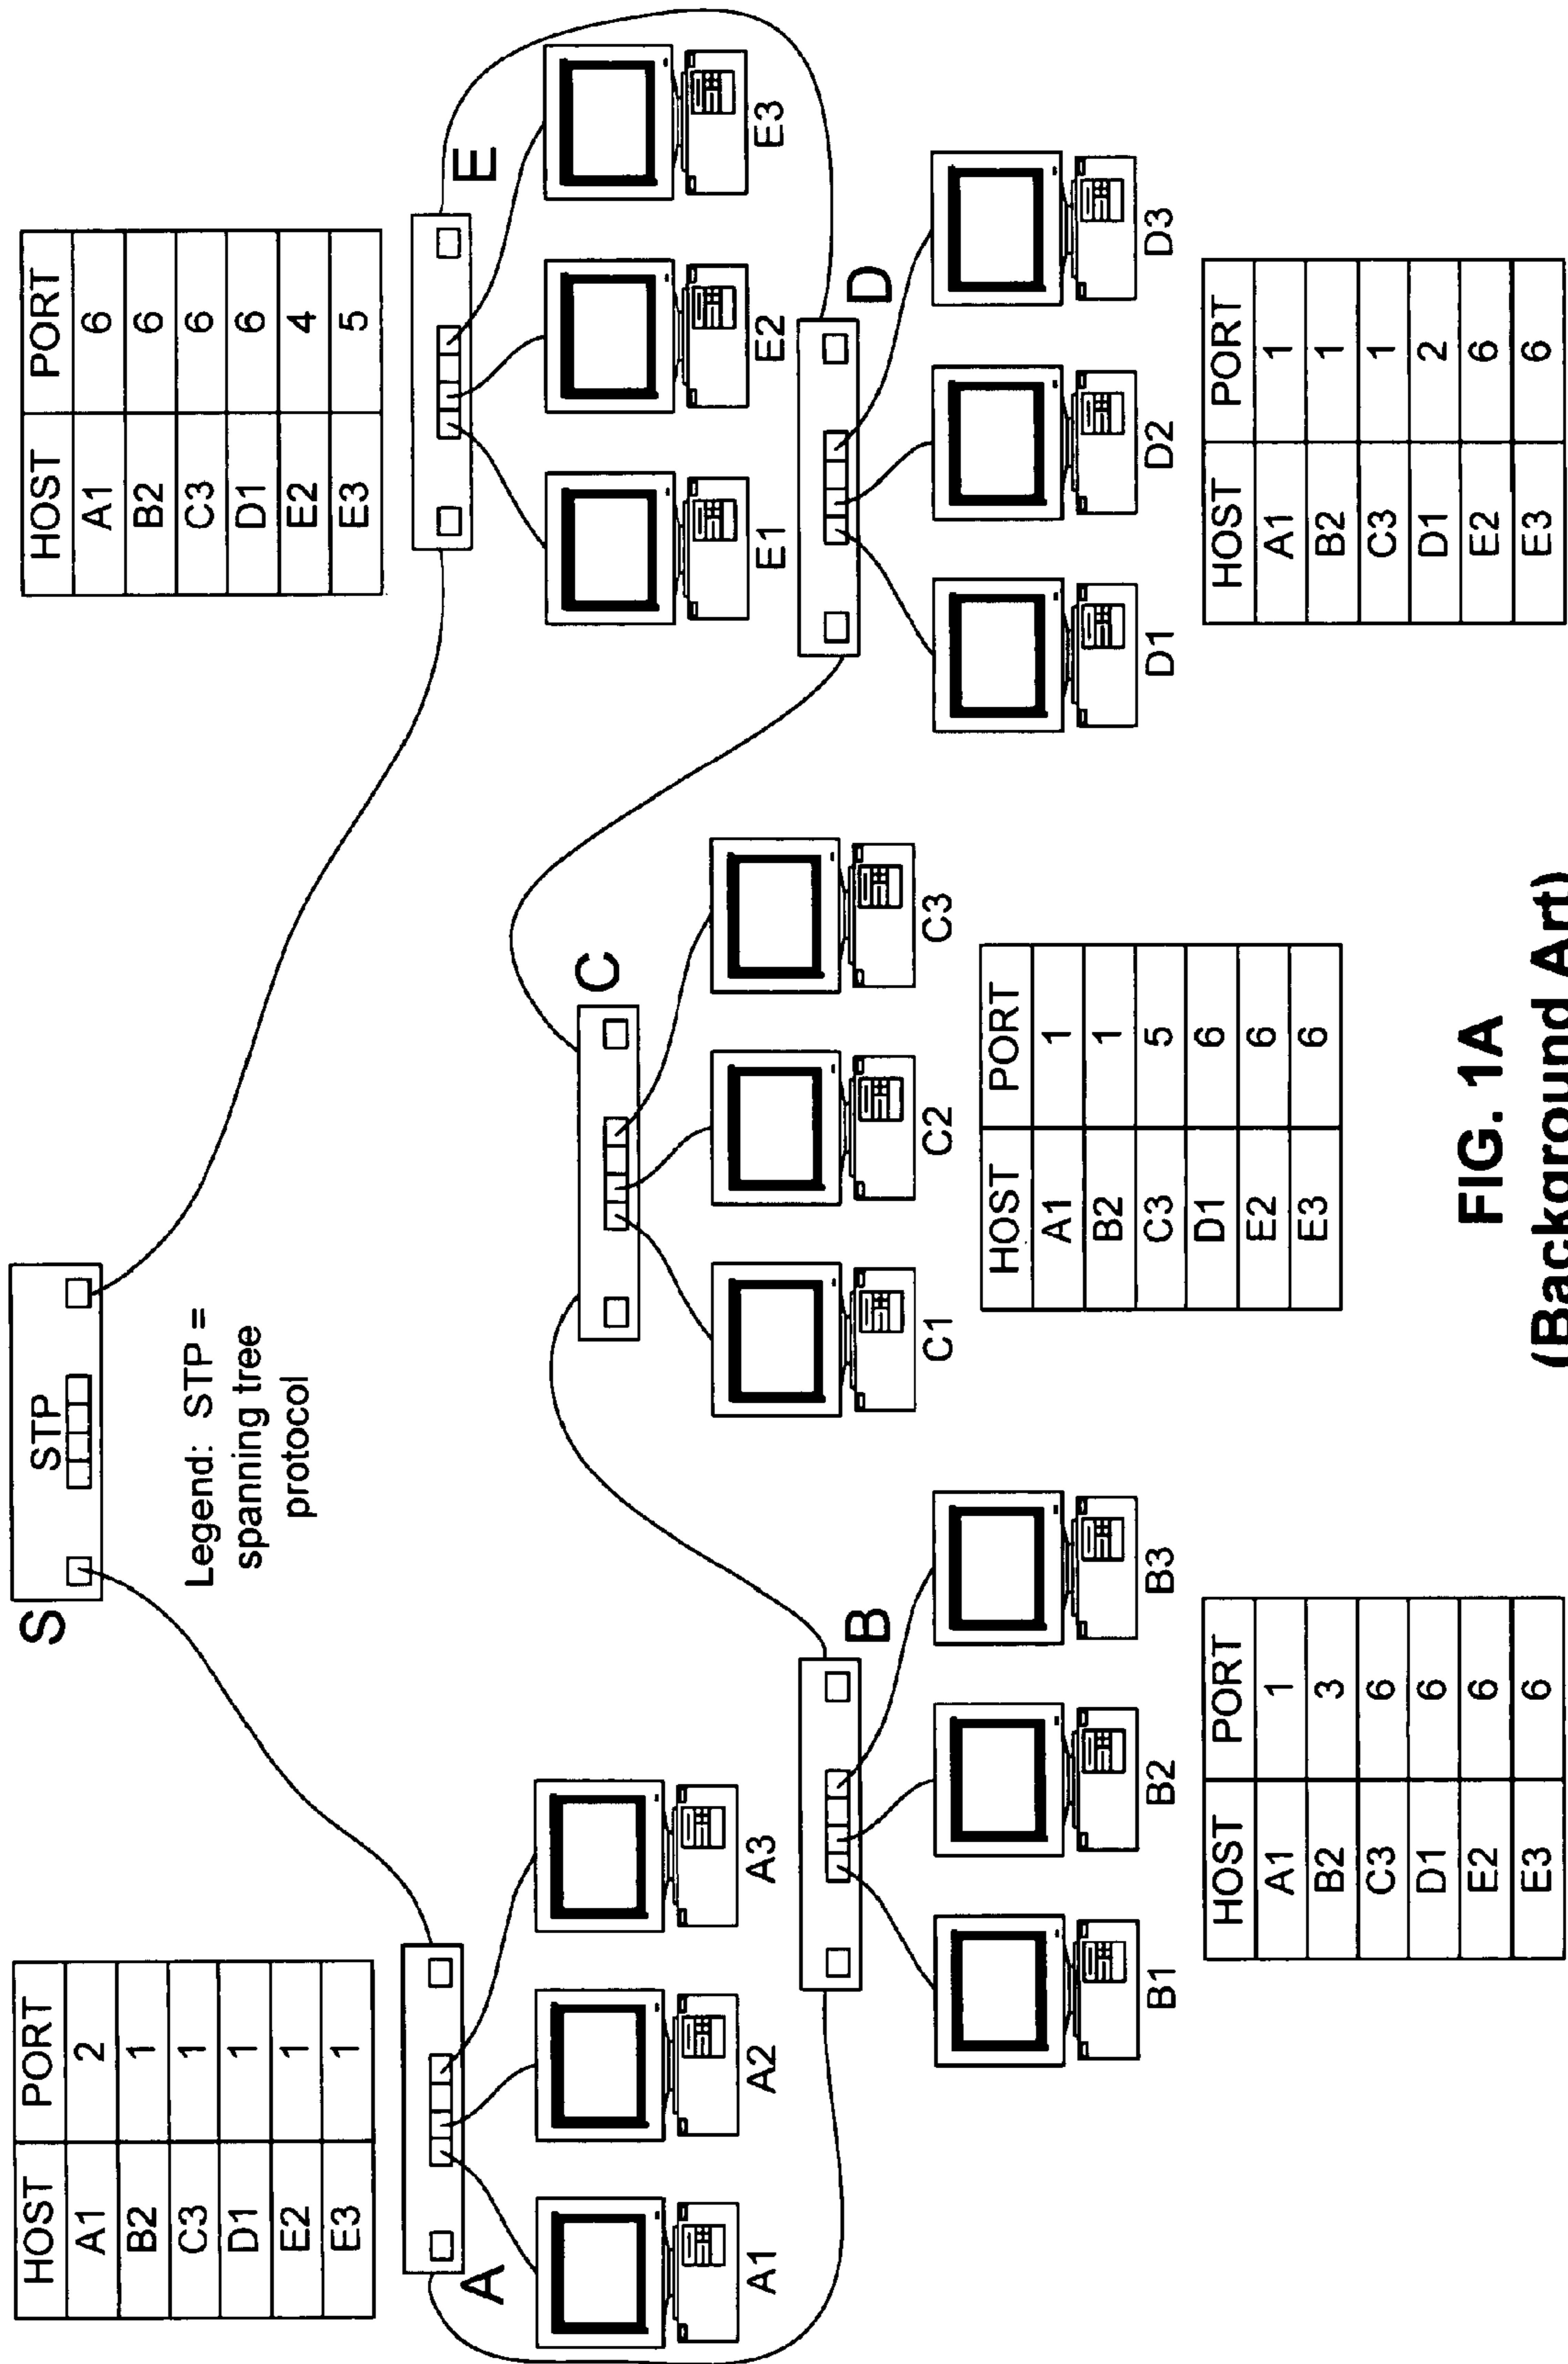 S
STP
Legend: STP =
spanning tree
protocol
HOST PORT
A1 2
B2 1
C3 1
D1 1
E2 1
E3 1
A
A1 A2 A3
HOST PORT
A1 6
B2 6
C3 6
D1 6
E2 4
E3 5
E
E1 E2 E3
B
B1 B2 B3
HOST PORT
A1 1
B2 3
C3 6
D1 6
E2 6
E3 6
C
C1 C2 C3
HOST PORT
A1 1
B2 1
C3 5
D1 6
E2 6
E3 6
D
D1 D2 D3
HOST PORT
A1 1
B2 1
C3 1
D1 2
E2 6
E3 6
FIG. 1A
(Background Art)